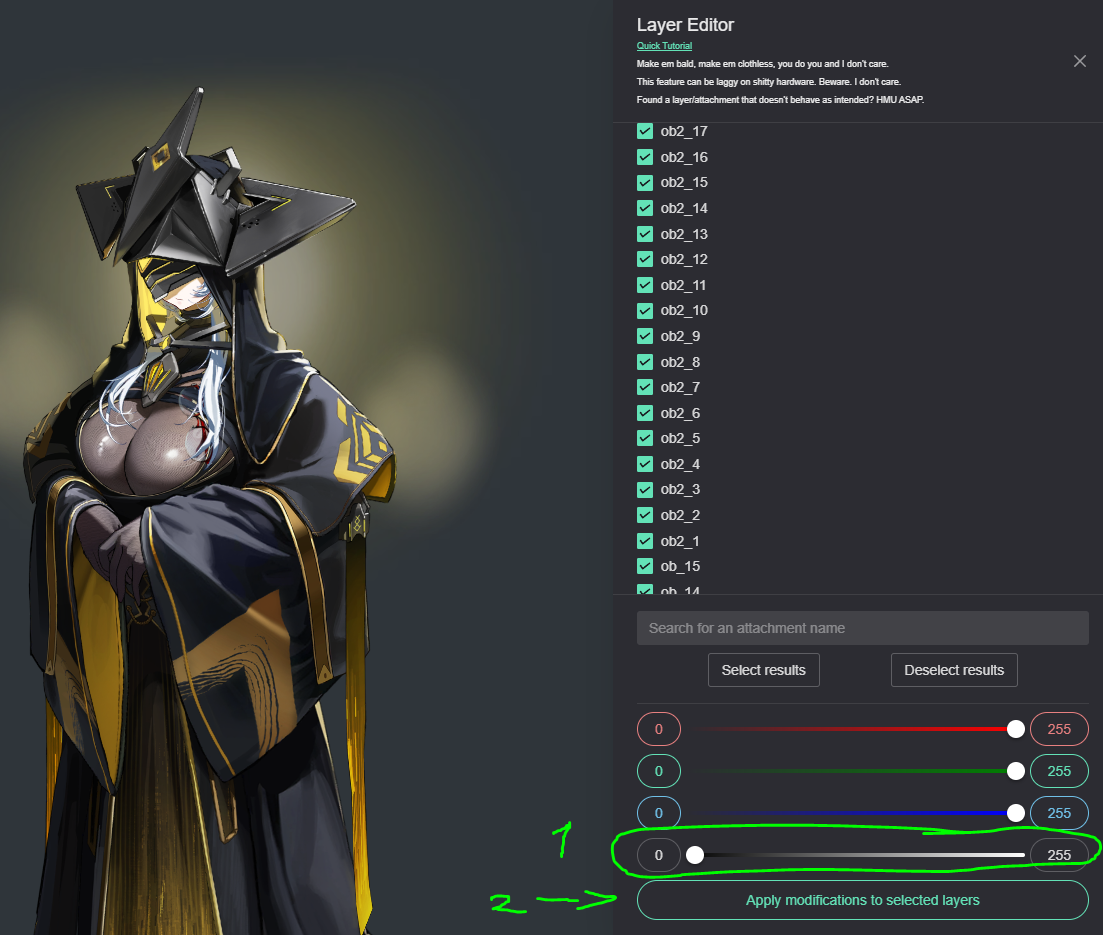 Layer Editor
Quick Tutorial
Make em bald, make em clothless, you do you and I don't care.
This feature can be laggy on shitty hardware. Beware. I don't care.
Found a layer/attachment that doesn't behave as intended? HMU ASAP.
ob2_17
ob2_16
ob2_15
ob2_14
ob2_13
ob2_12
ob2_11
ob2_10
ob2_9
ob2_8
ob2_7
ob2_6
ob2_5
ob2_4
ob2_3
ob2_2
ob2_1
ob_15
ob_14
Search for an attachment name
Select results Deselect results
0 255
0 255
0 255
1 0 255
2 Apply modifications to selected layers